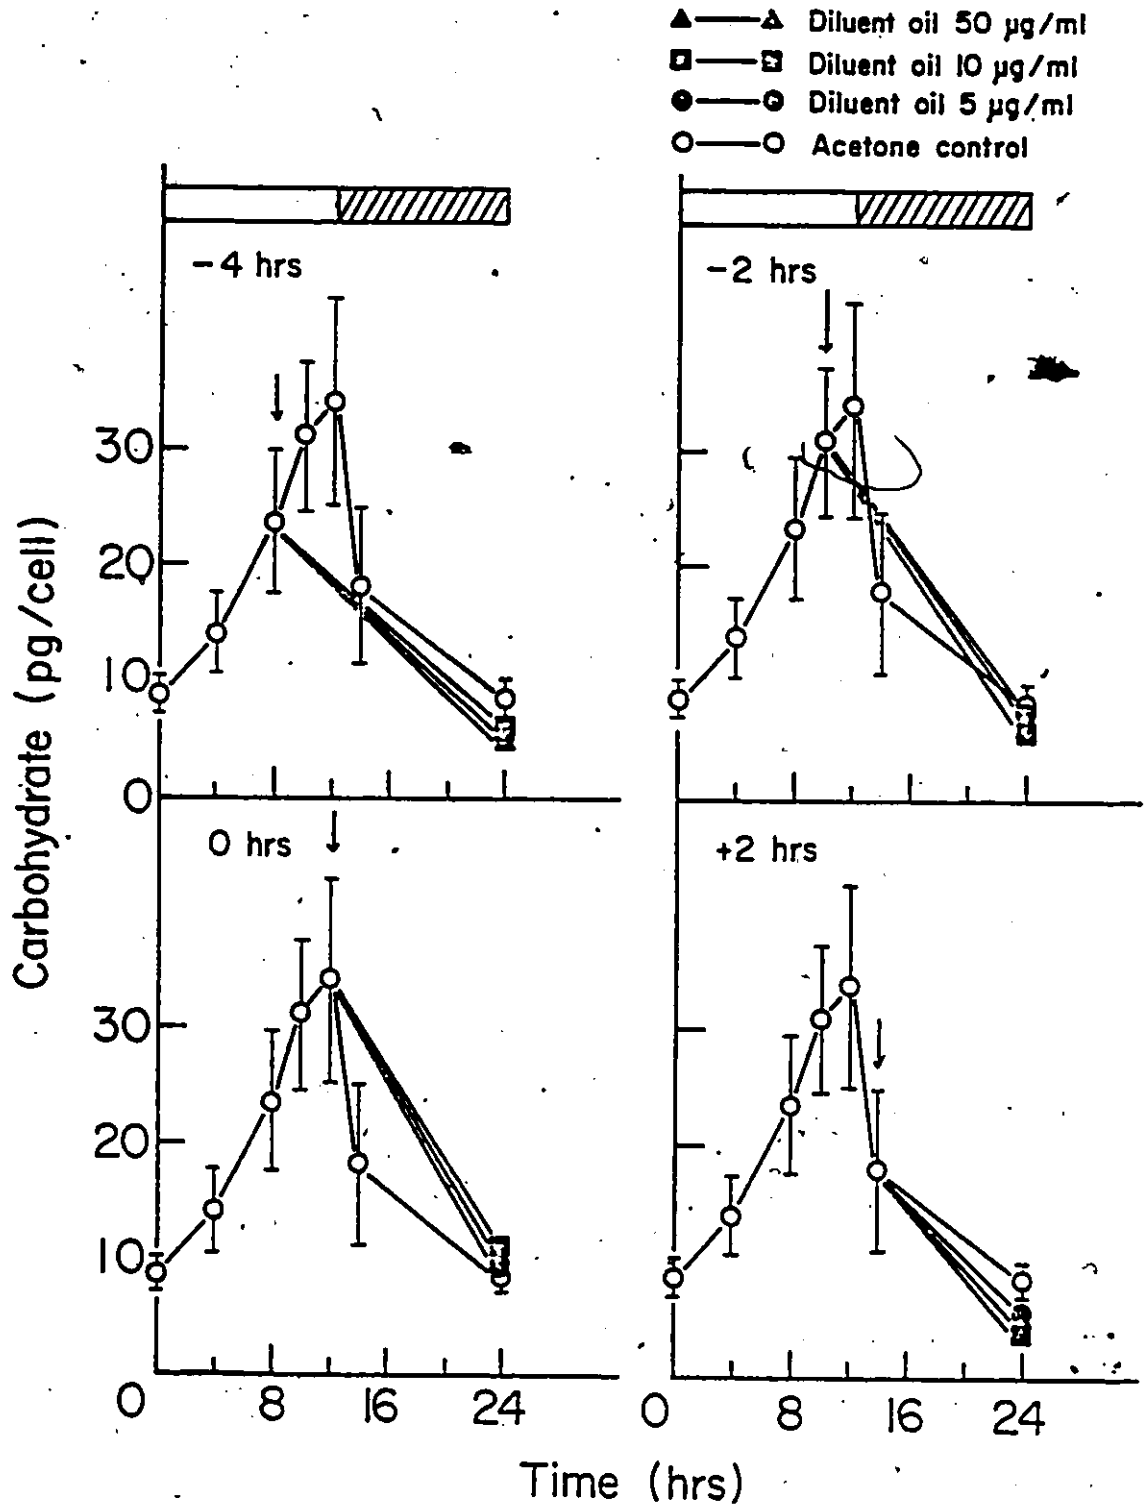 Diluent oil 50 µg/ml
Diluent oil 10 µg/ml
Diluent oil 5 µg/ml
Acetone control
-4 hrs
-2 hrs
30
20
10
0
0 hrs
+2 hrs
30
20
10
0 8 16 24
0 8 16 24
Carbohydrate (pg/cell)
Time (hrs)